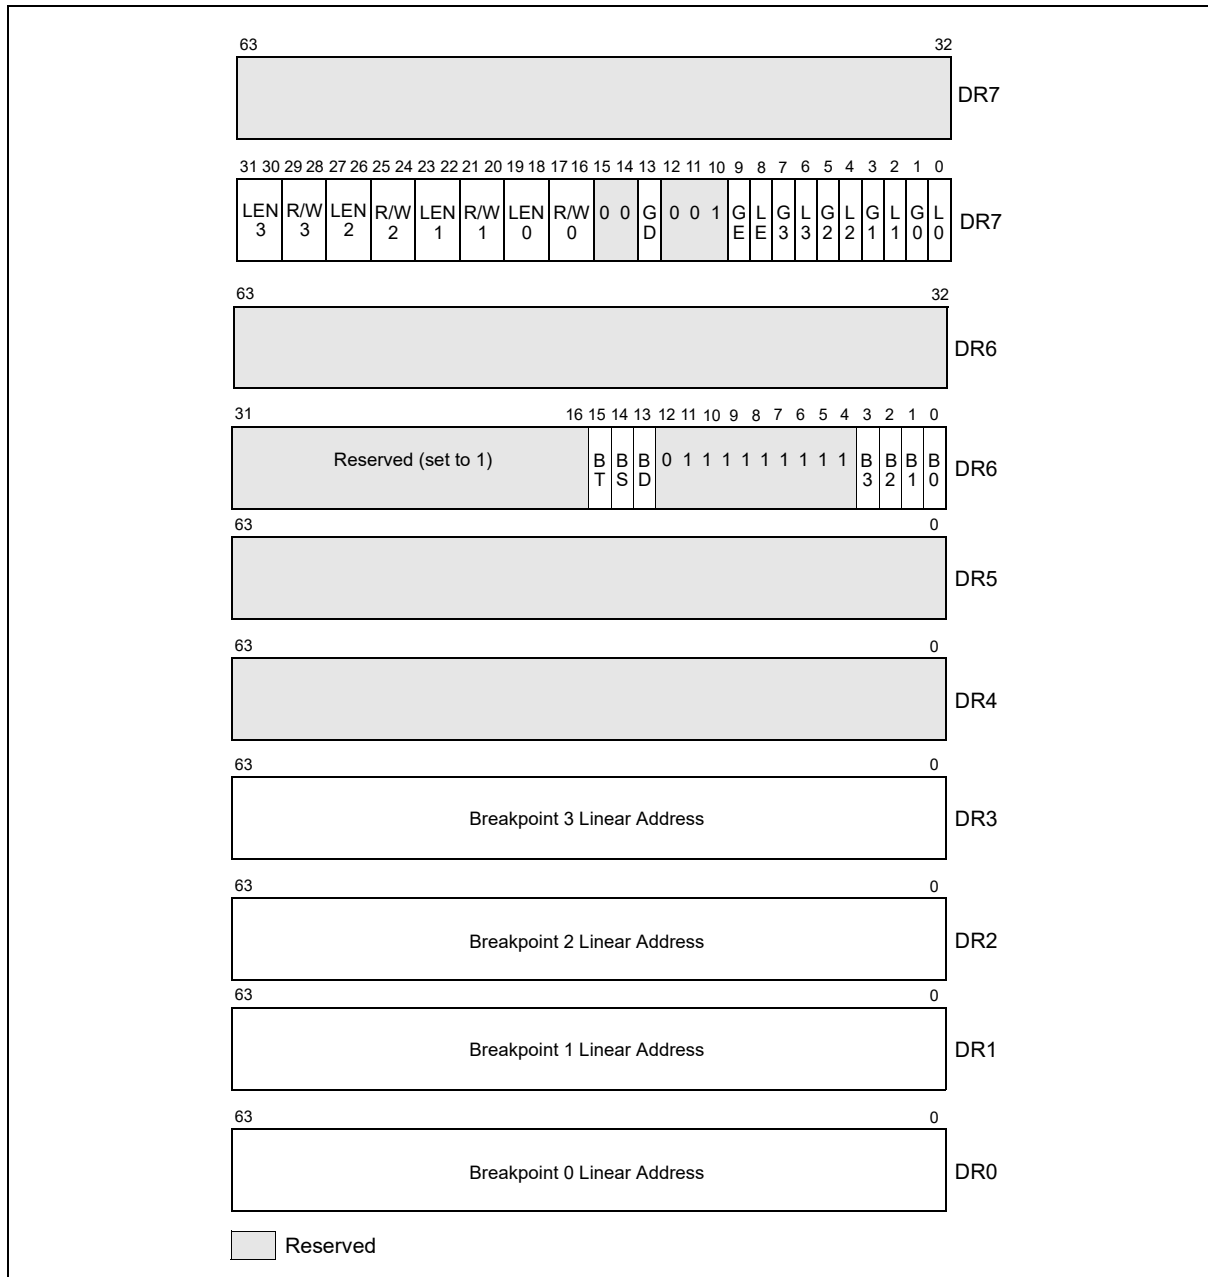 63 32
DR7
31 30 29 28 27 26 25 24 23 22 21 20 19 18 17 16 15 14 13 12 11 10 9 8 7 6 5 4 3 2 1 0
LEN R/W LEN R/W LEN R/W LEN R/W 0 0 G 0 0 1 G L G L G L G L G L DR7
3 3 2 2 1 1 0 0 D E E 3 3 2 2 1 1 0 0
63 32
DR6
31 16 15 14 13 12 11 10 9 8 7 6 5 4 3 2 1 0
Reserved (set to 1) B B B 0 1 1 1 1 1 1 1 1 B B B B DR6
T S D 3 2 1 0
63 0
DR5
63 0
DR4
63 0
Breakpoint 3 Linear Address DR3
63 0
Breakpoint 2 Linear Address DR2
63 0
Breakpoint 1 Linear Address DR1
63 0
Breakpoint 0 Linear Address DR0
Reserved